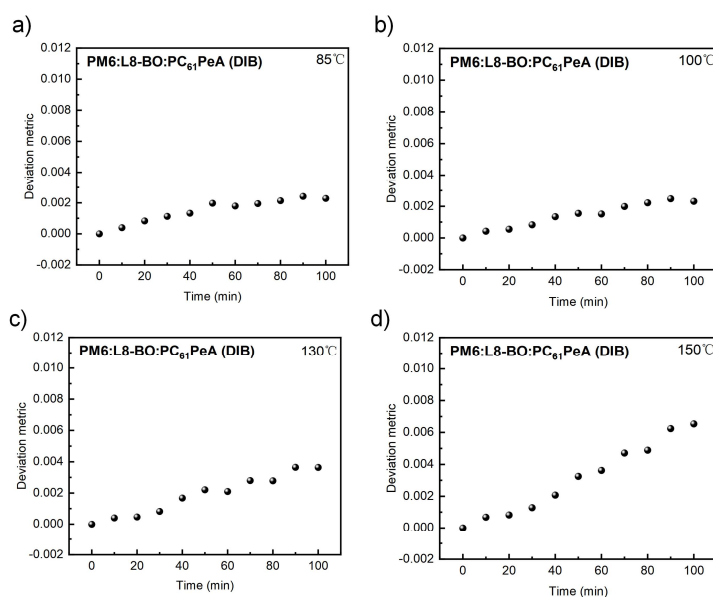 a)
PM6:L8-BO:PC₆₁PeA (DIB) 85℃
0.012
0.010
0.008
0.006
0.004
0.002
0.000
-0.002
Deviation metric
0 20 40 60 80 100
Time (min)
b)
PM6:L8-BO:PC₆₁PeA (DIB) 100℃
0.012
0.010
0.008
0.006
0.004
0.002
0.000
-0.002
Deviation metric
0 20 40 60 80 100
Time (min)
c)
PM6:L8-BO:PC₆₁PeA (DIB) 130℃
0.012
0.010
0.008
0.006
0.004
0.002
0.000
-0.002
Deviation metric
0 20 40 60 80 100
Time (min)
d)
PM6:L8-BO:PC₆₁PeA (DIB) 150℃
0.012
0.010
0.008
0.006
0.004
0.002
0.000
-0.002
Deviation metric
0 20 40 60 80 100
Time (min)